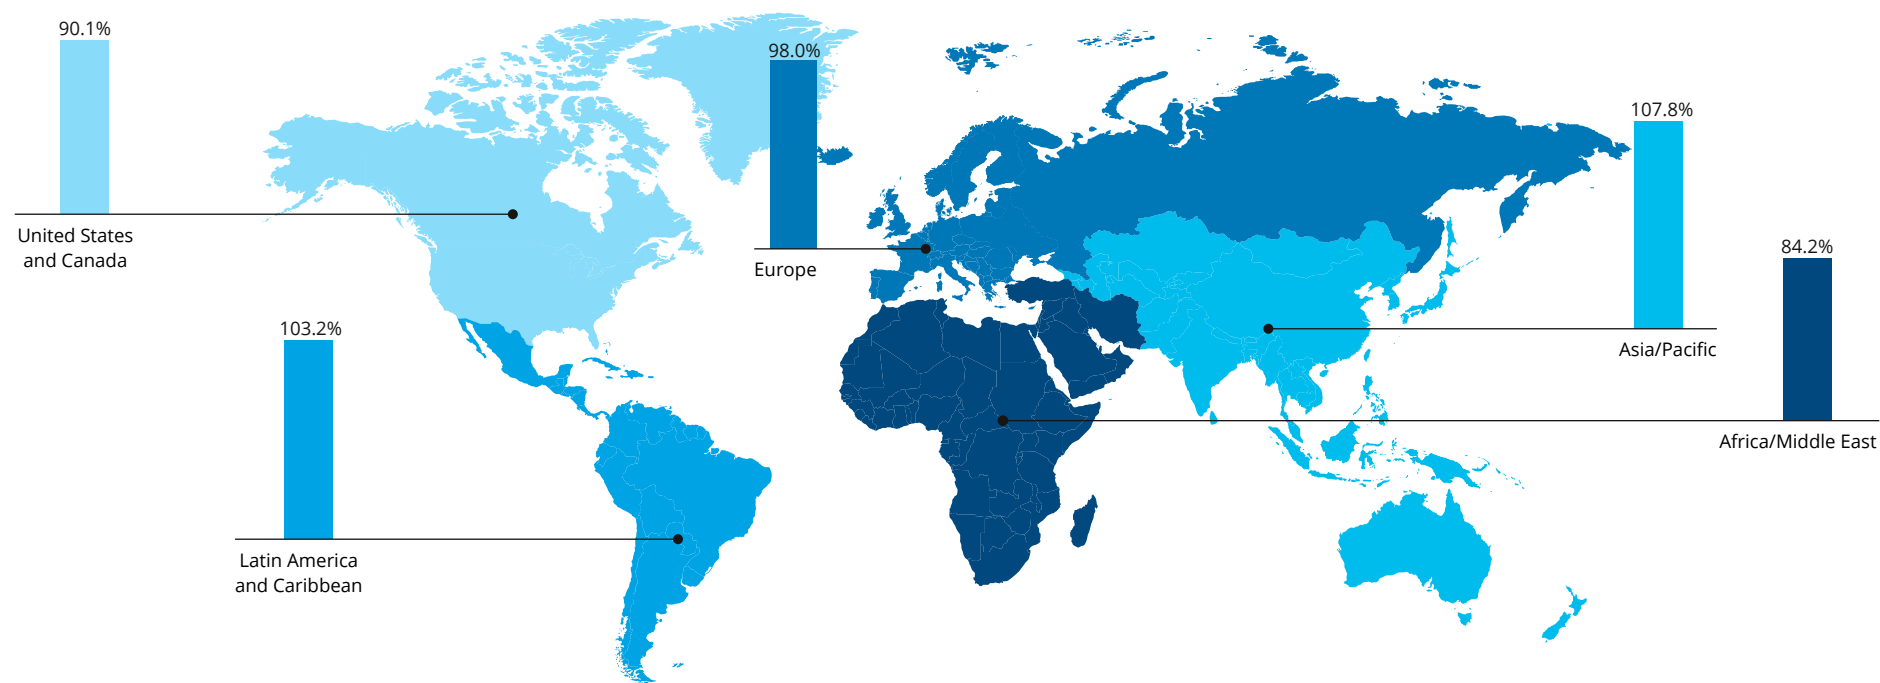 90.1%
United States
and Canada
98.0%
Europe
107.8%
Asia/Pacific
84.2%
Africa/Middle East
103.2%
Latin America
and Caribbean